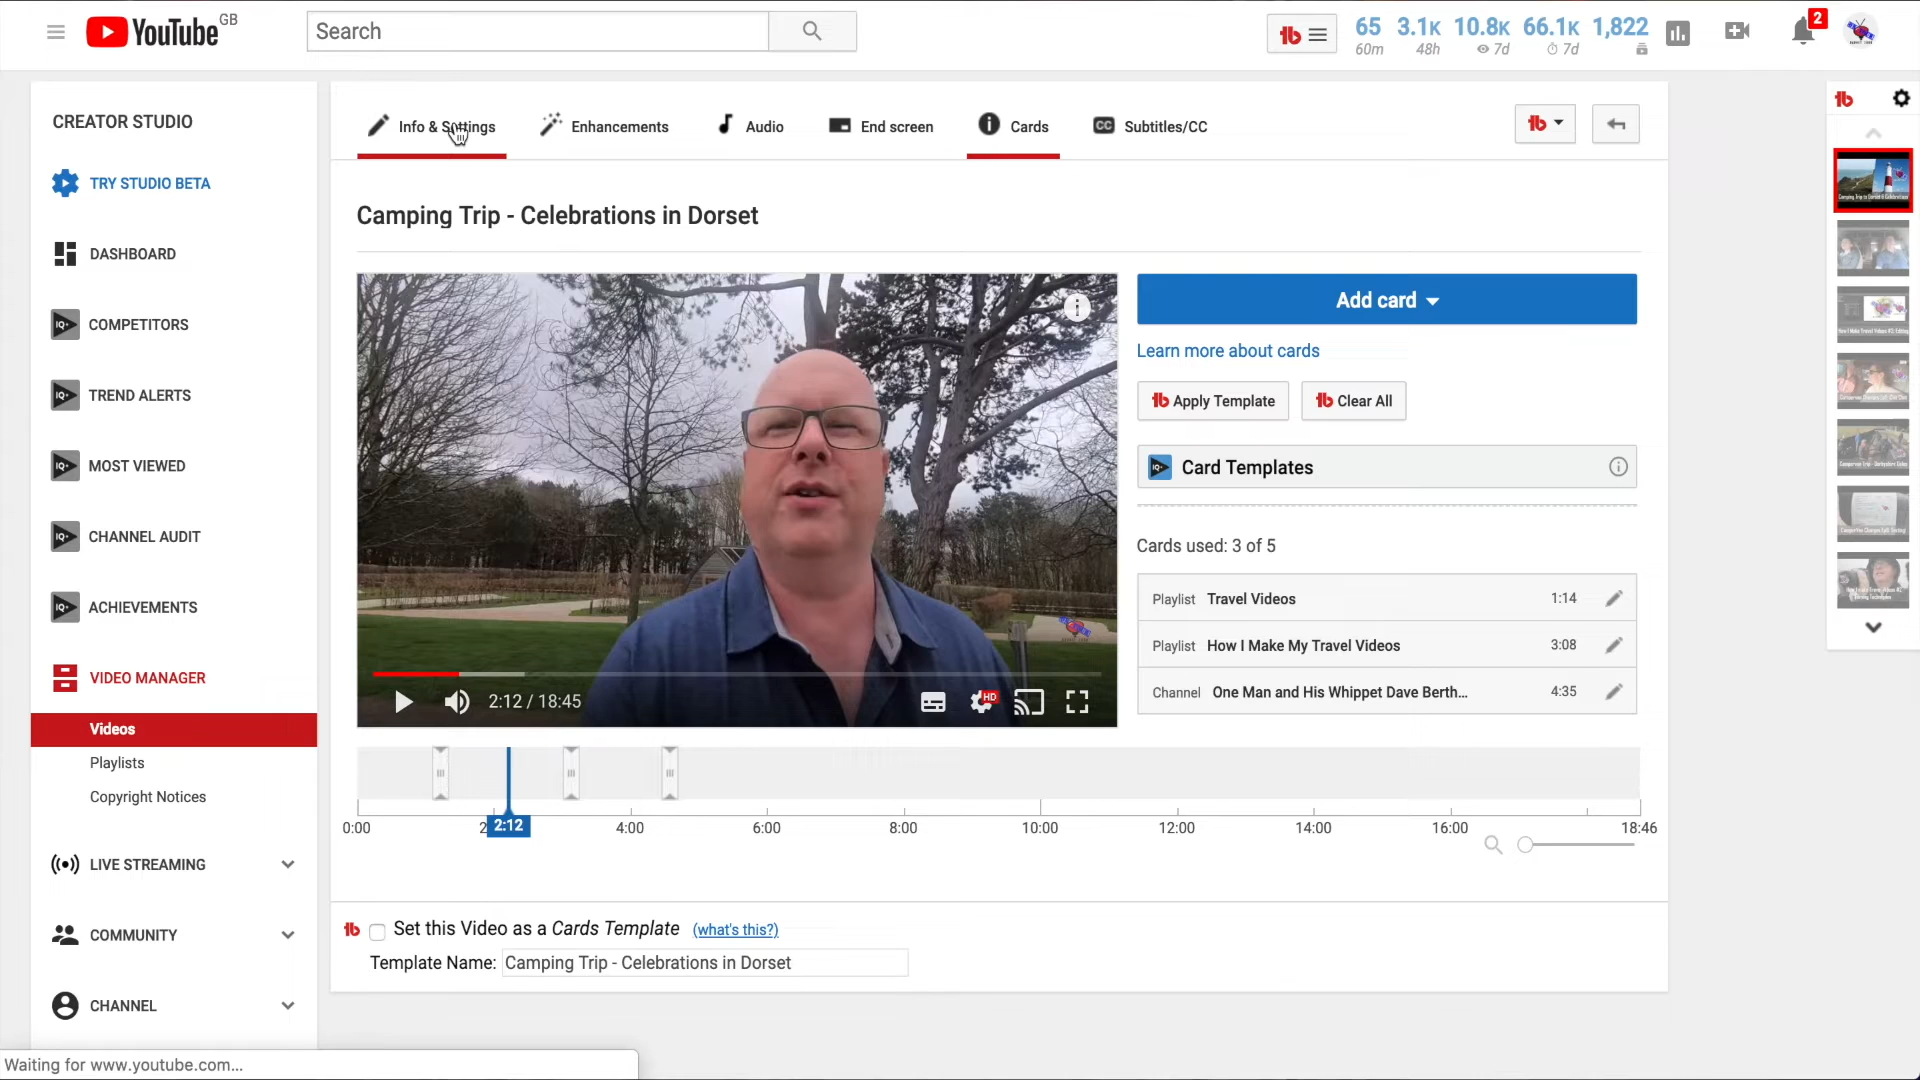 YouTube GB
Search
65 60m
3.1K 48h
10.8K 7d
66.1K 7d
1,822
2
CREATOR STUDIO
TRY STUDIO BETA
DASHBOARD
COMPETITORS
TREND ALERTS
MOST VIEWED
CHANNEL AUDIT
ACHIEVEMENTS
VIDEO MANAGER
Videos
Playlists
Copyright Notices
LIVE STREAMING
COMMUNITY
CHANNEL
Info & Settings
Enhancements
Audio
End screen
Cards
CC Subtitles/CC
Camping Trip - Celebrations in Dorset
2:12 / 18:45
HD
Add card
Learn more about cards
Apply Template
Clear All
Card Templates
Cards used: 3 of 5
Playlist Travel Videos 1:14
Playlist How I Make My Travel Videos 3:08
Channel One Man and His Whippet Dave Berth... 4:35
0:00
2:12
4:00
6:00
8:00
10:00
12:00
14:00
16:00
18:46
Set this Video as a Cards Template (what's this?)
Template Name: Camping Trip - Celebrations in Dorset
Waiting for www.youtube.com...